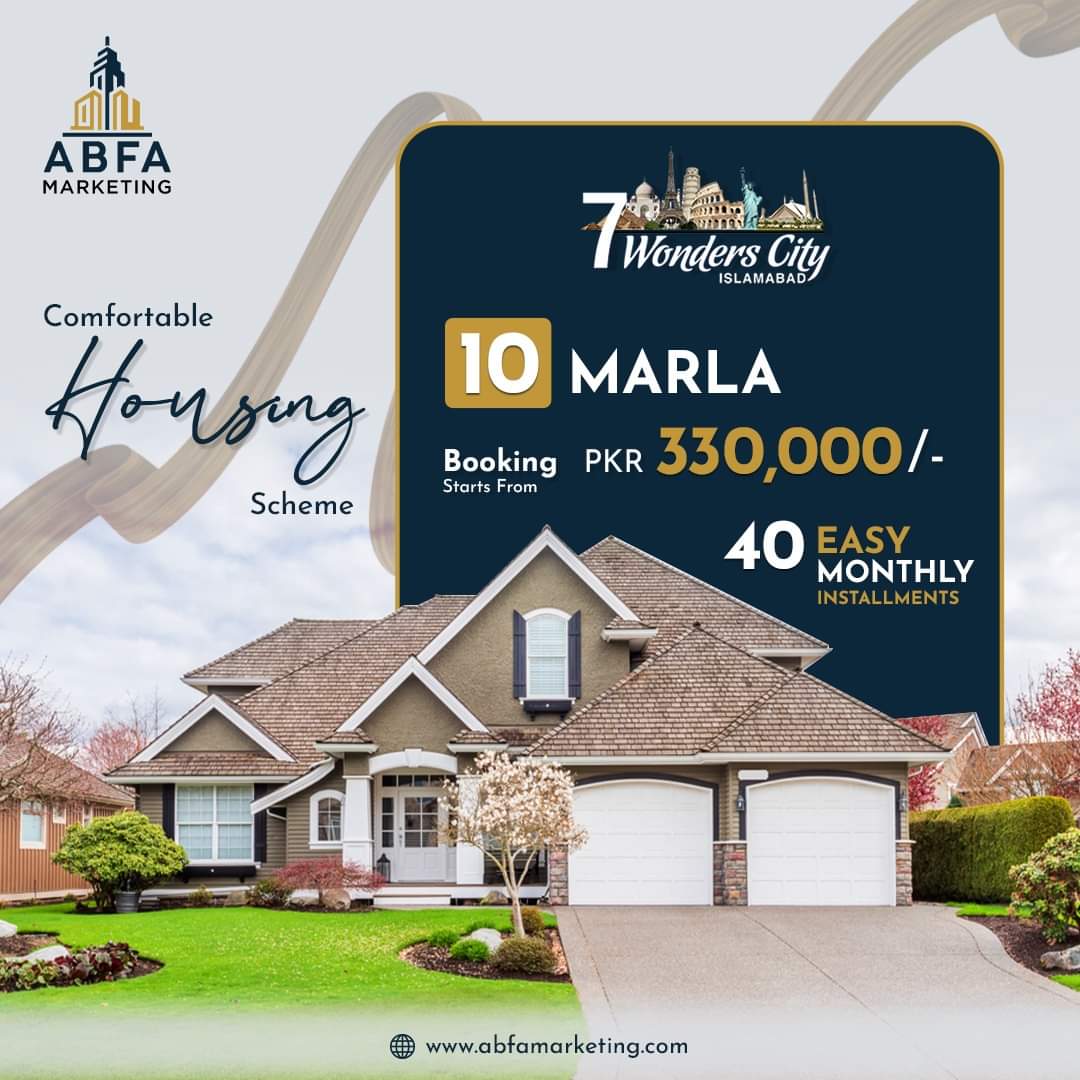 ABFA
MARKETING
Comfortable
Housing
Scheme
7 Wonders City
ISLAMABAD
10 MARLA
Booking
Starts From
PKR 330,000/-
40 EASY
MONTHLY
INSTALLMENTS
www.abfamarketing.com